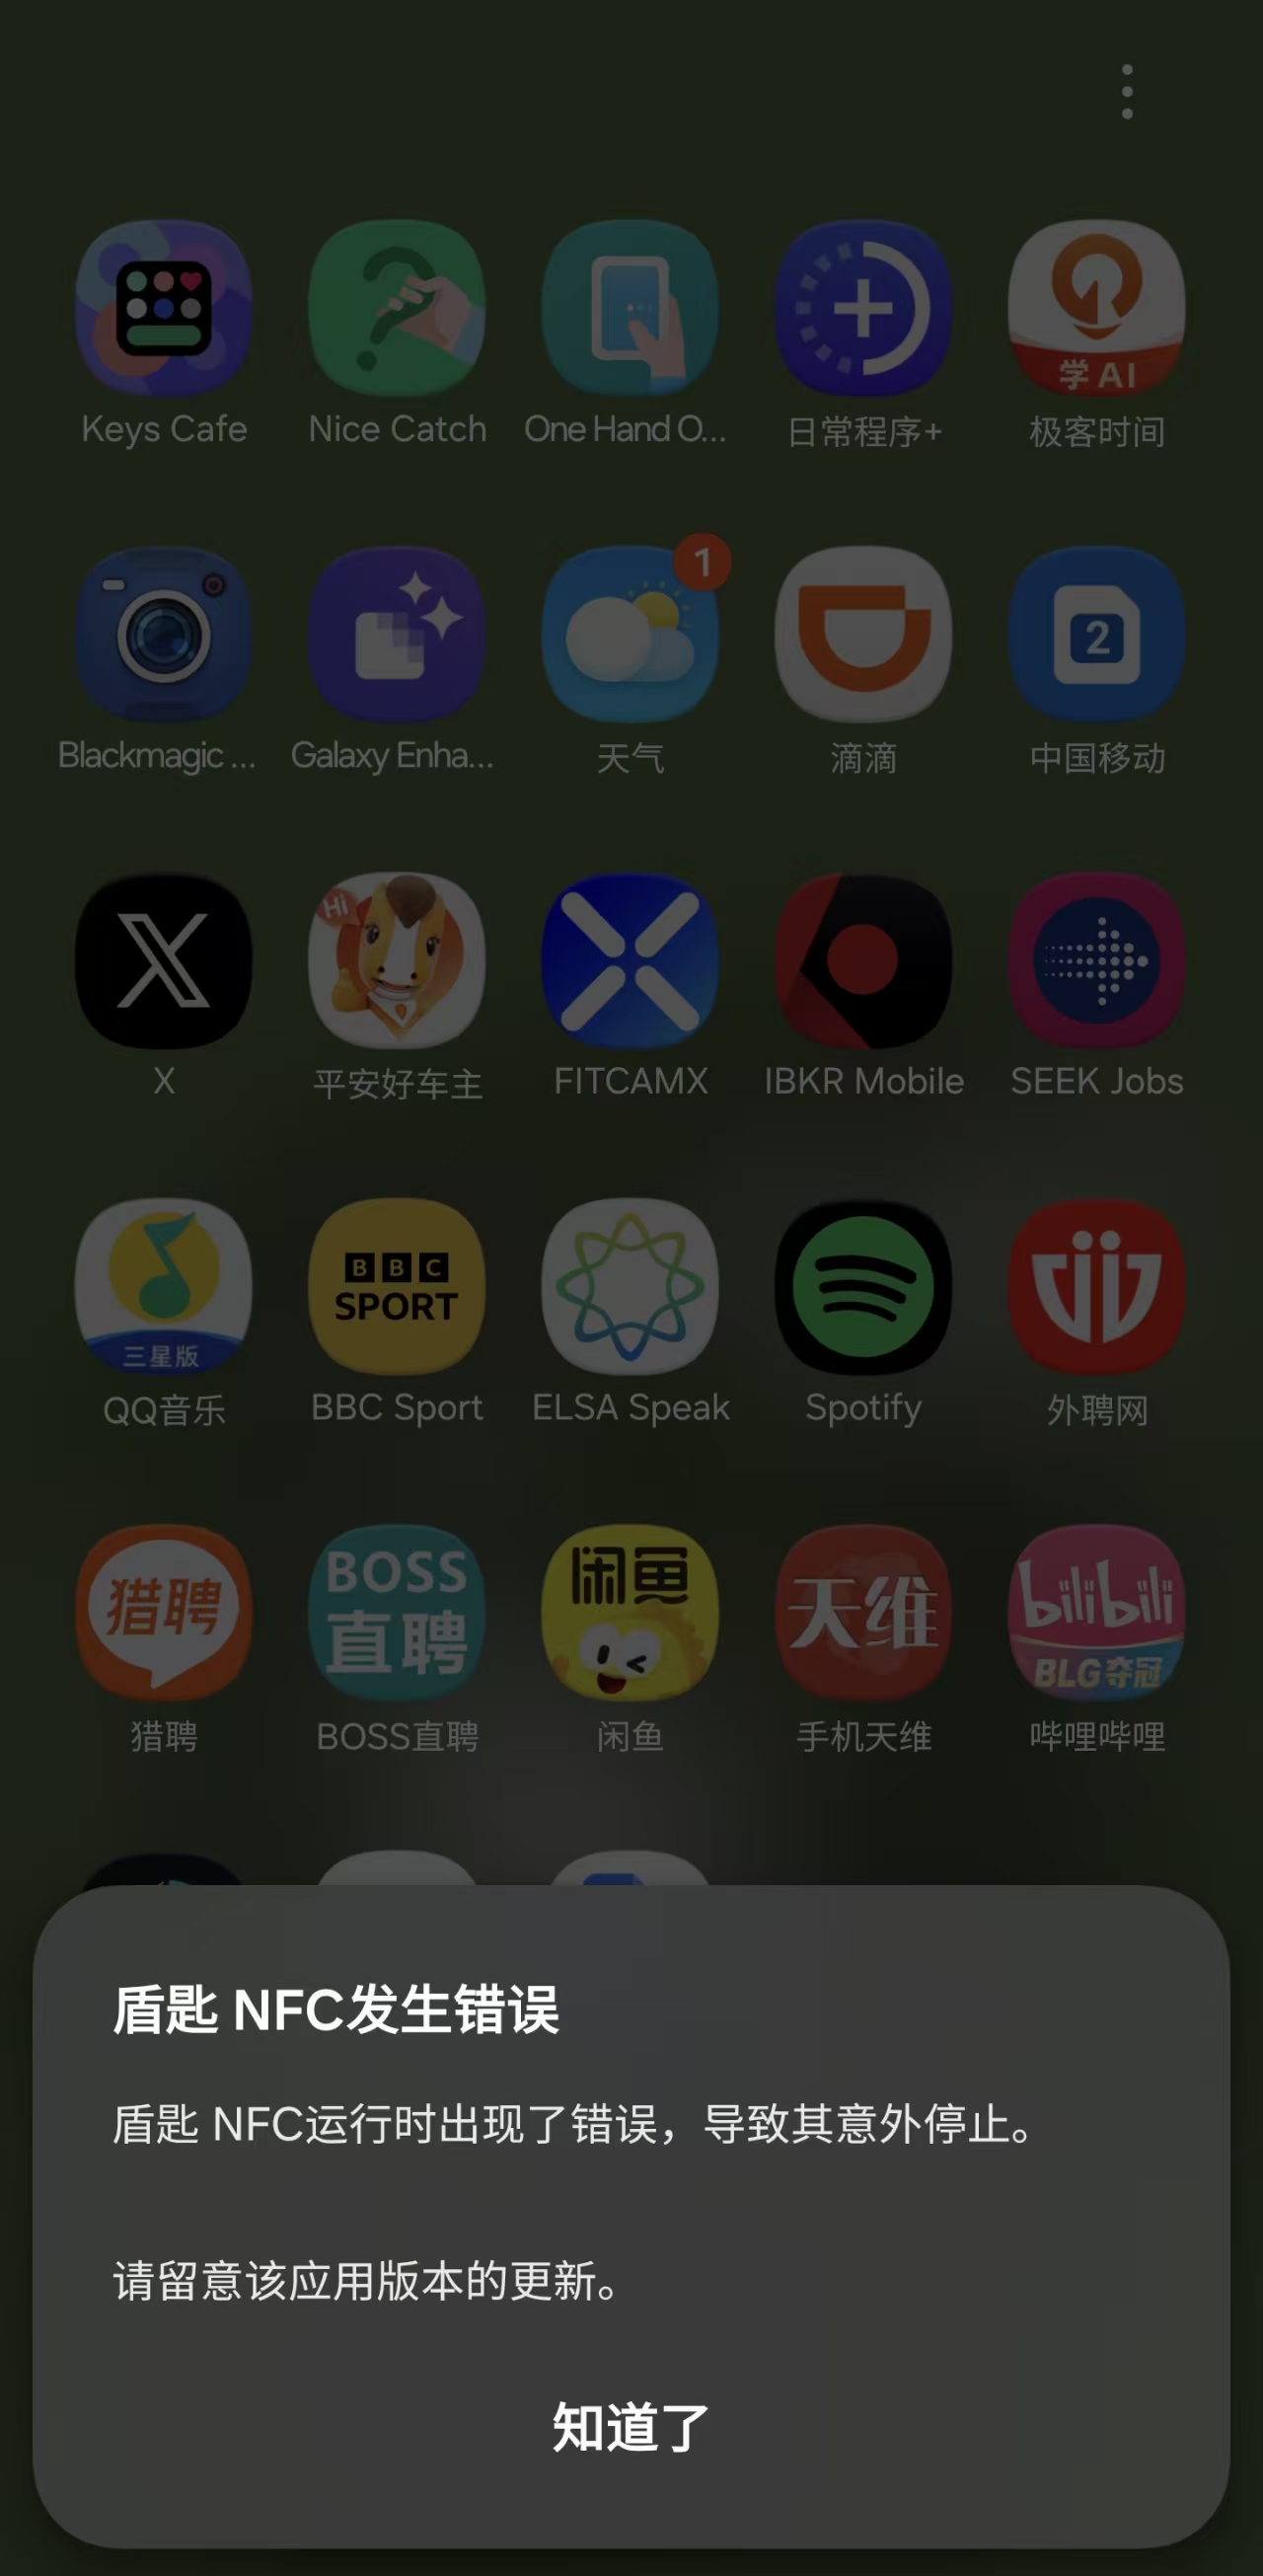 学 AI
Keys Cafe
Nice Catch
One Hand O...
日常程序+
极客时间
1
2
Blackmagic ...
Galaxy Enha...
天气
滴滴
中国移动
Hi
X
平安好车主
FITCAMX
IBKR Mobile
SEEK Jobs
BBC
SPORT
三星版
QQ音乐
BBC Sport
ELSA Speak
Spotify
外聘网
猎聘
BOSS
直聘
闲鱼
天维
bilibili
BLG夺冠
猎聘
BOSS直聘
闲鱼
手机天维
哔哩哔哩
盾匙 NFC发生错误
盾匙 NFC运行时出现了错误，导致其意外停止。
请留意该应用版本的更新。
知道了